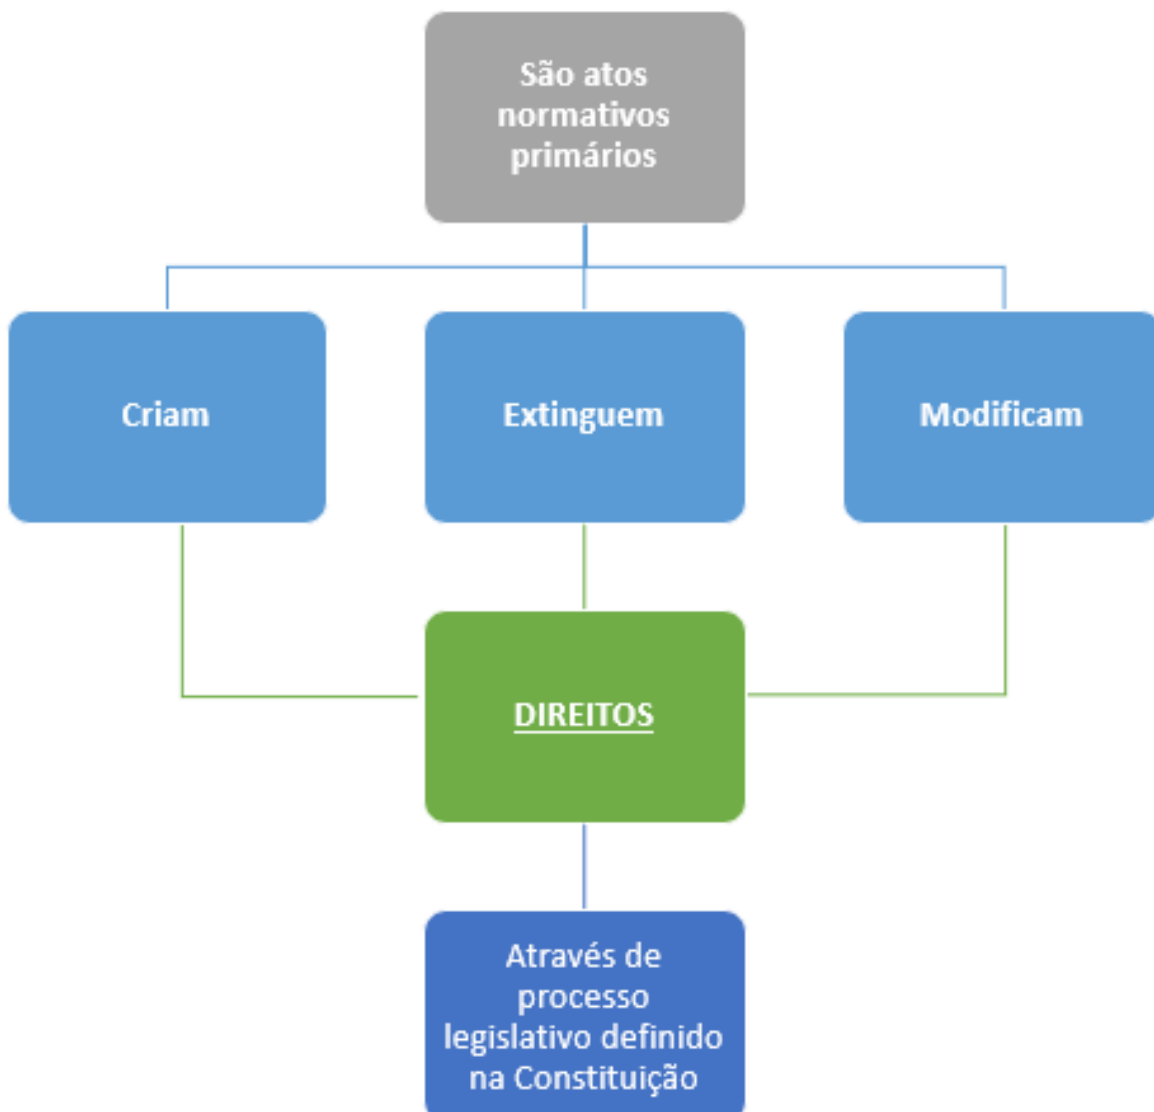 São atos
normativos
primários
Criam
Extinguem
Modificam
DIREITOS
Através de
processo
legislativo definido
na Constituição